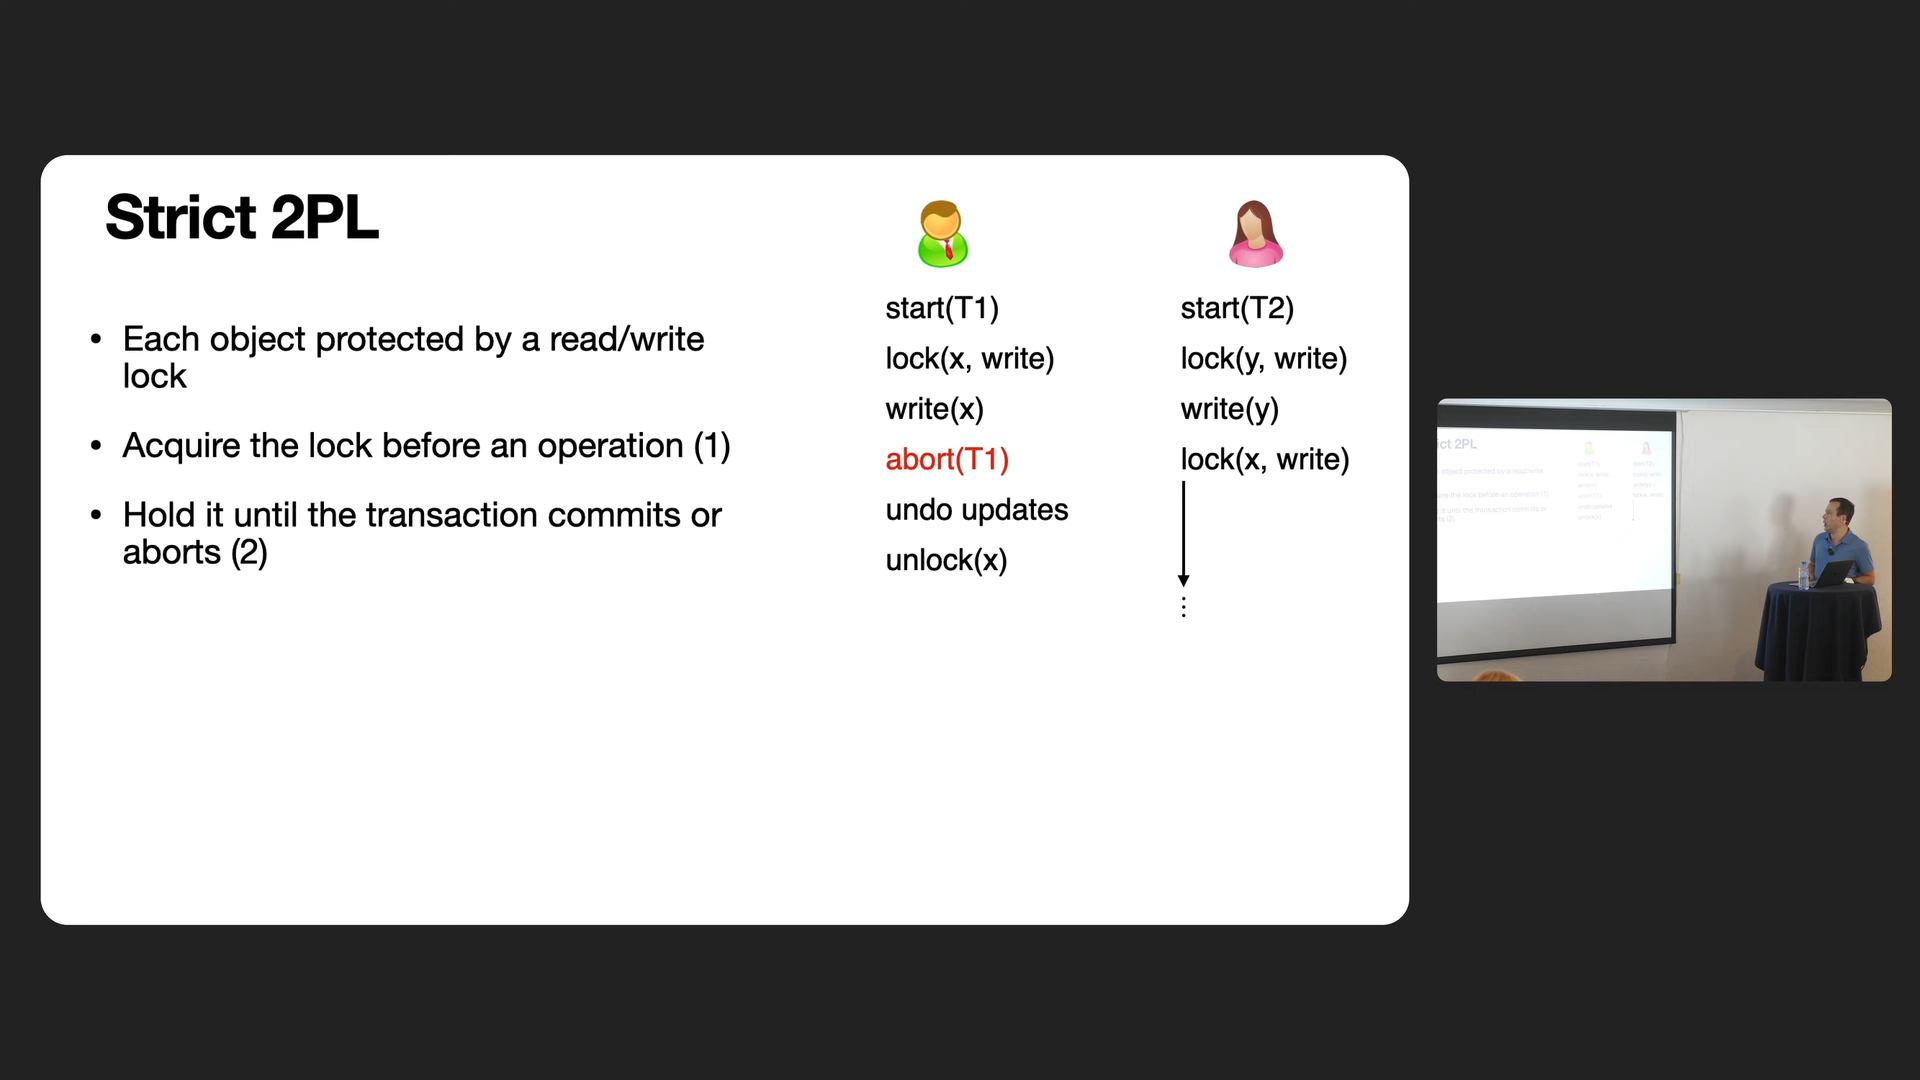 Strict 2PL
• Each object protected by a read/write
lock
• Acquire the lock before an operation (1)
• Hold it until the transaction commits or
aborts (2)
start(T1)
lock(x, write)
write(x)
abort(T1)
undo updates
unlock(x)
start(T2)
lock(y, write)
write(y)
lock(x, write)
⋮
ict 2PL